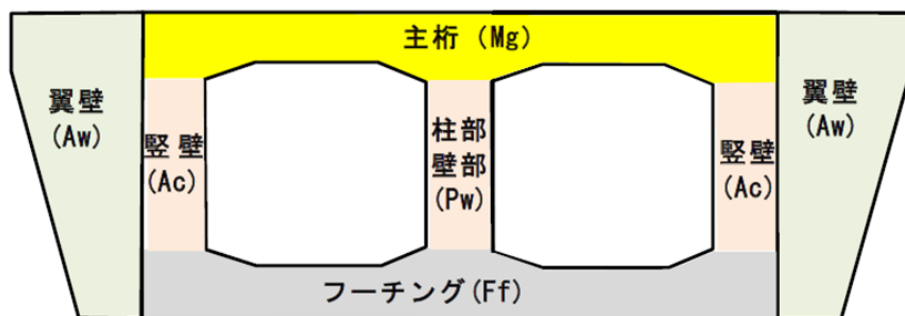 主桁(Mg)
翼壁
(Aw)
竪壁
(Ac)
柱部
壁部
(Pw)
竪壁
(Ac)
翼壁
(Aw)
フーチング(Ff)